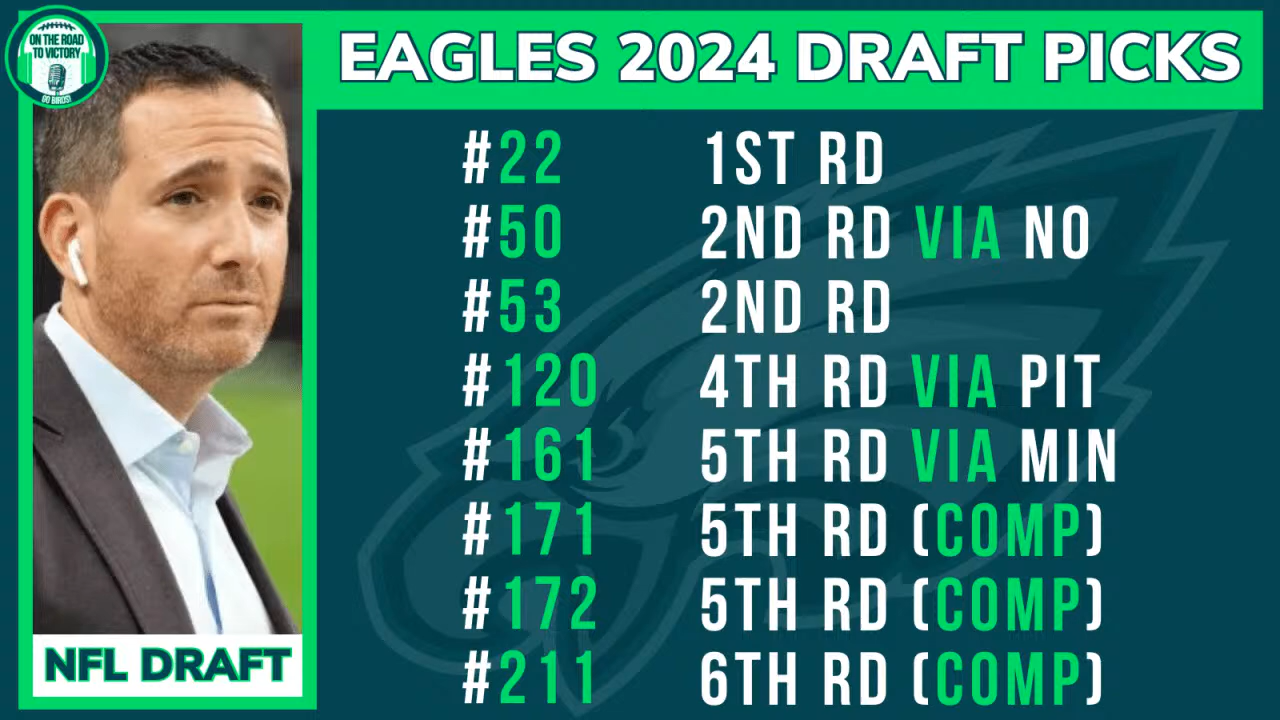 ON THE ROAD
TO VICTORY
GO BIRDS!
EAGLES 2024 DRAFT PICKS
#22 1ST RD
#50 2ND RD VIA NO
#53 2ND RD
#120 4TH RD VIA PIT
#161 5TH RD VIA MIN
#171 5TH RD (COMP)
#172 5TH RD (COMP)
#211 6TH RD (COMP)
NFL DRAFT